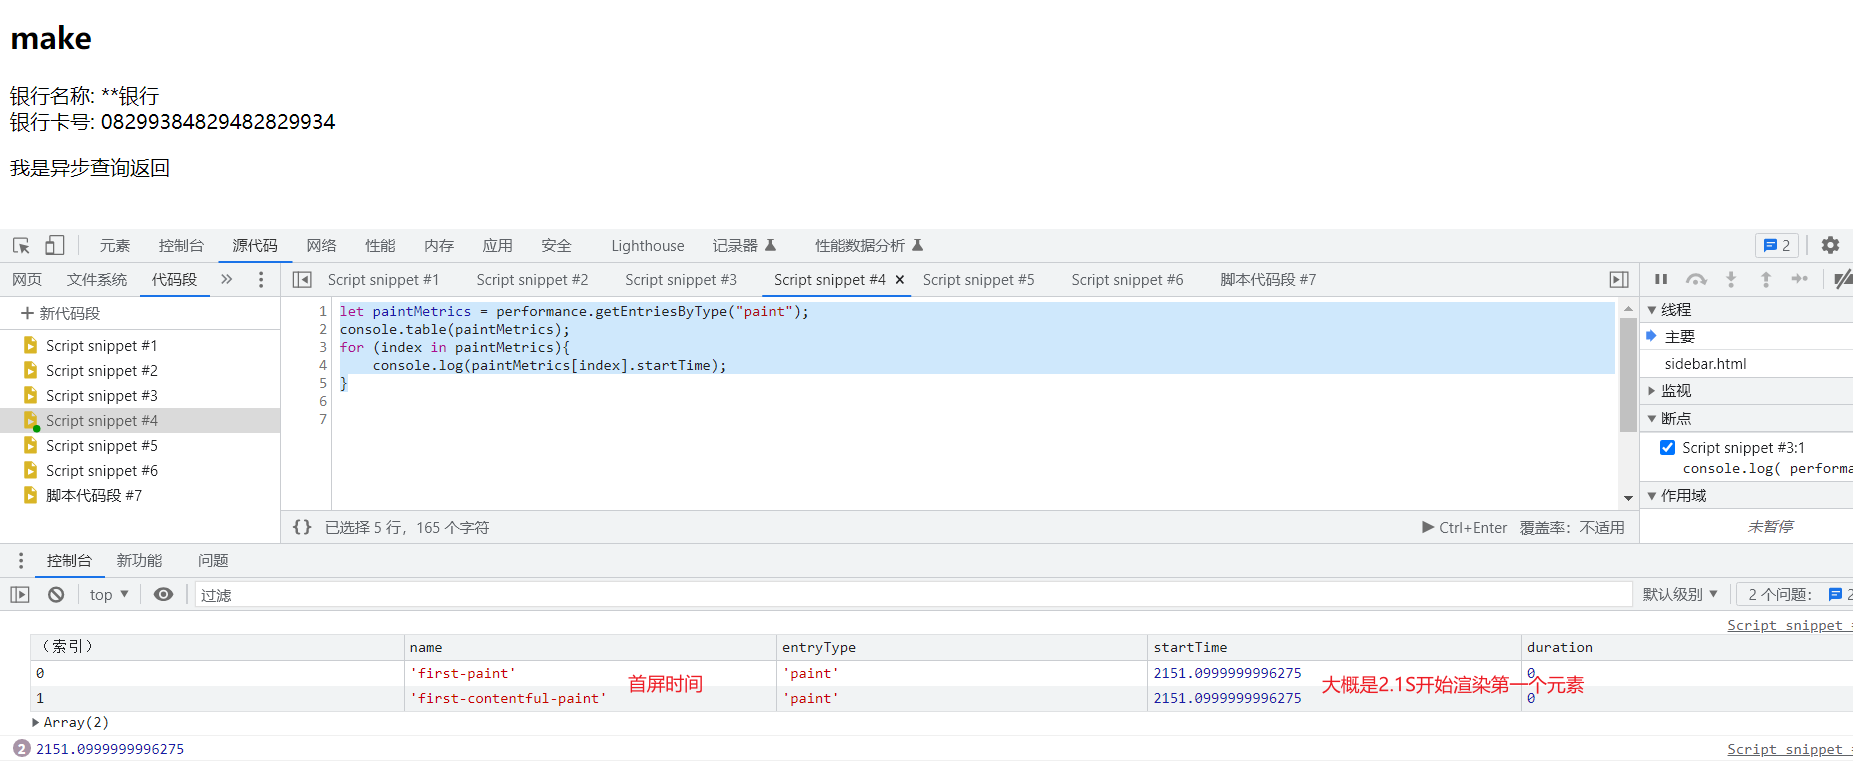 make
银行名称: **银行
银行卡号: 08299384829482829934
我是异步查询返回
元素 控制台 源代码 网络 性能 内存 应用 安全 Lighthouse 记录器 性能数据分析 2
网页 文件系统 代码段 » Script snippet #1 Script snippet #2 Script snippet #3 Script snippet #4 × Script snippet #5 Script snippet #6 脚本代码段 #7
+ 新代码段
Script snippet #1
Script snippet #2
Script snippet #3
Script snippet #4
Script snippet #5
Script snippet #6
脚本代码段 #7
1 let paintMetrics = performance.getEntriesByType("paint");
2 console.table(paintMetrics);
3 for (index in paintMetrics){
4 console.log(paintMetrics[index].startTime);
5 }
6
7
线程
主要
sidebar.html
监视
断点
Script snippet #3:1
console.log( performa
作用域
未暂停
{} 已选择 5 行，165 个字符 Ctrl+Enter 覆盖率：不适用
控制台 新功能 问题
top 过滤 默认级别 2 个问题： 2
Script snippet
（索引） name entryType startTime duration
0 'first-paint' 'paint' 2151.0999999996275 0
首屏时间 大概是2.1S开始渲染第一个元素
1 'first-contentful-paint' 'paint' 2151.0999999996275 0
Array(2)
2 2151.0999999996275 Script snippet